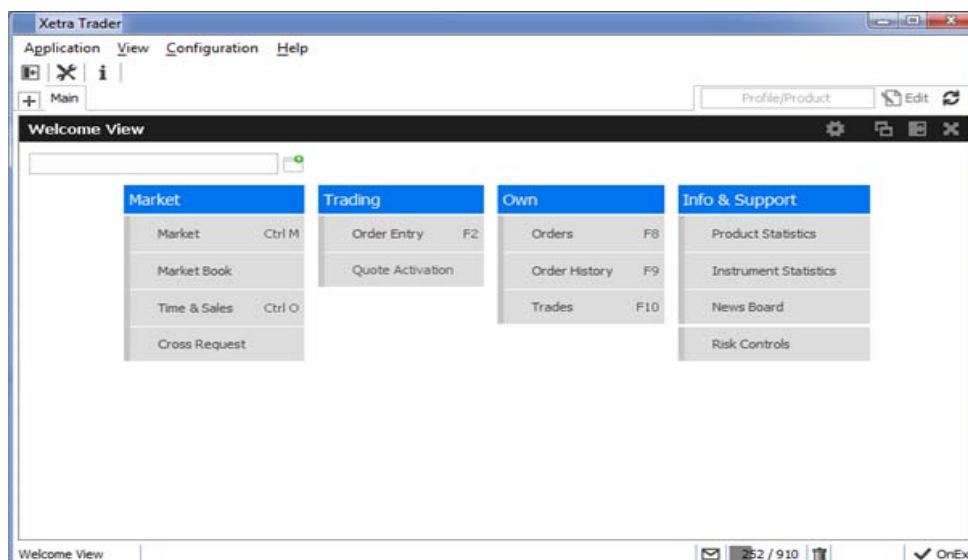 Xetra Trader
Application View Configuration Help
Main
Profile/Product
Edit
Welcome View
Market
Market Ctrl M
Market Book
Time & Sales Ctrl O
Cross Request
Trading
Order Entry F2
Quote Activation
Own
Orders F8
Order History F9
Trades F10
Info & Support
Product Statistics
Instrument Statistics
News Board
Risk Controls
Welcome View
252 / 910
OnEx